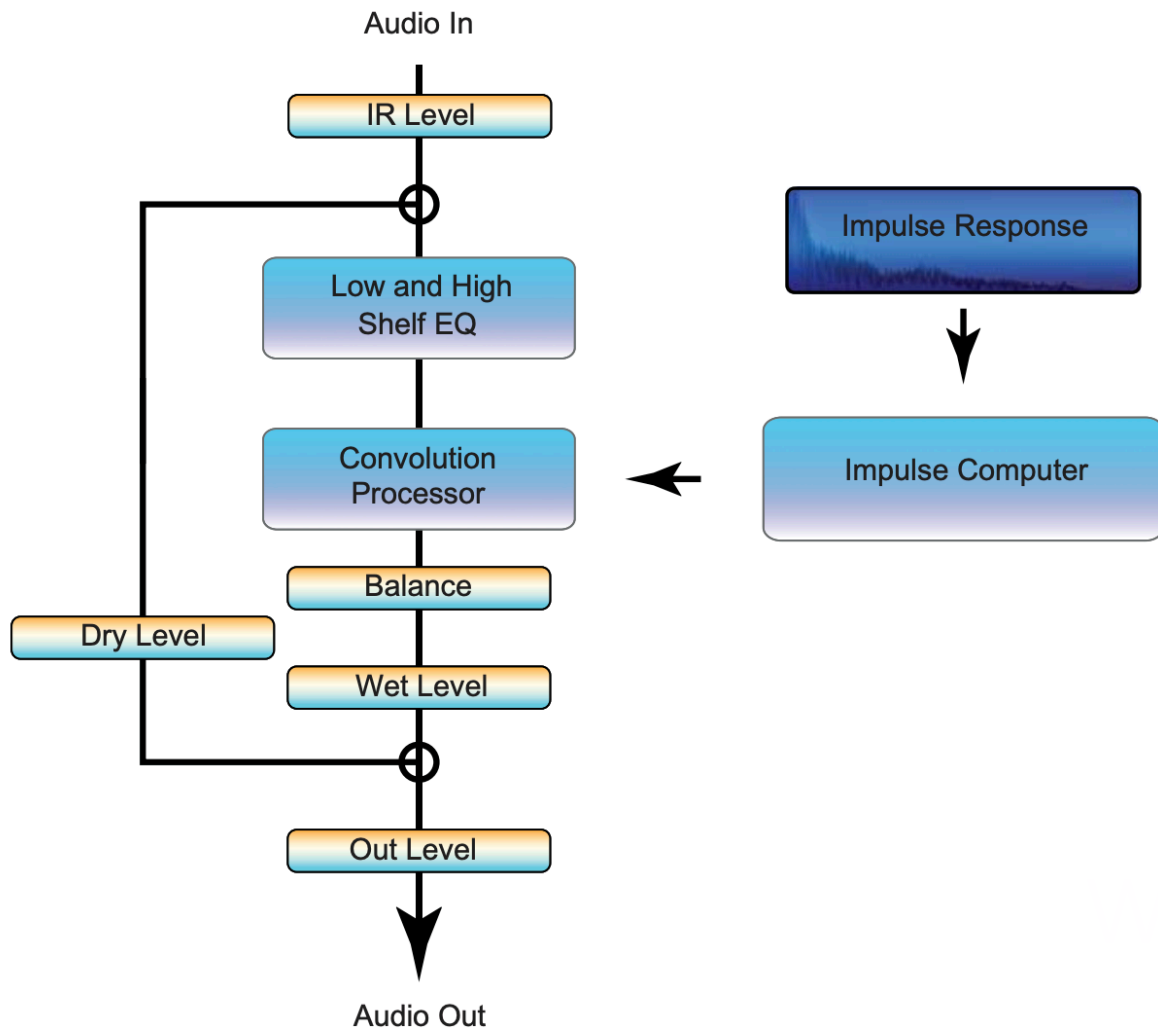 Audio In
IR Level
Impulse Response
Low and High
Shelf EQ
Convolution
Processor
Impulse Computer
Balance
Dry Level
Wet Level
Out Level
Audio Out